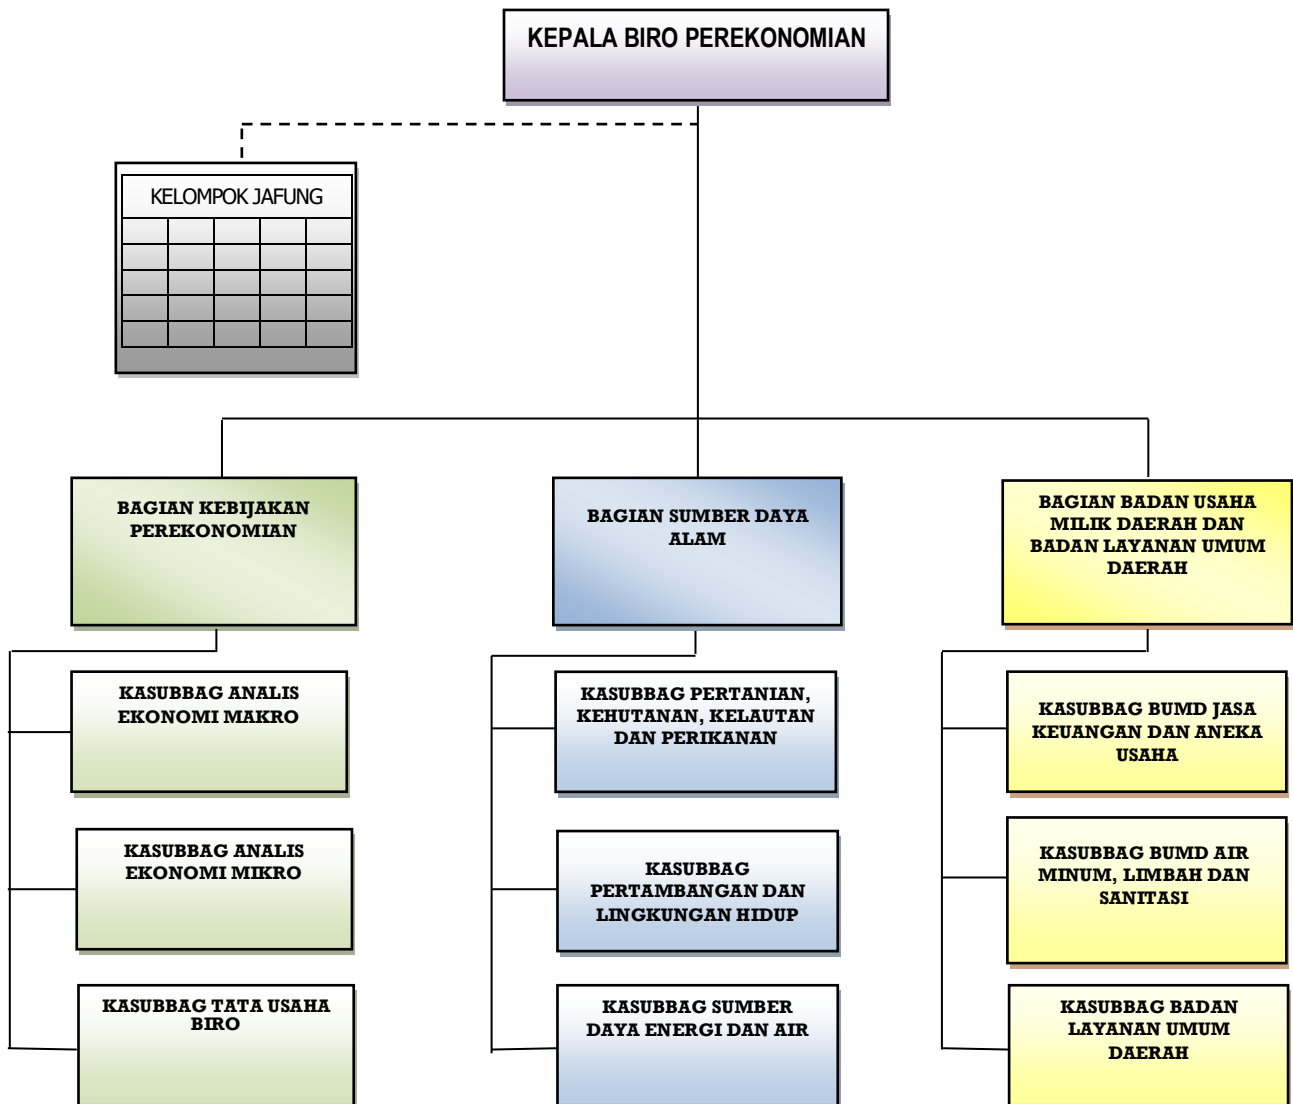 KEPALA BIRO PEREKONOMIAN
KELOMPOK JAFUNG
BAGIAN KEBIJAKAN
PEREKONOMIAN
BAGIAN SUMBER DAYA
ALAM
BAGIAN BADAN USAHA
MILIK DAERAH DAN
BADAN LAYANAN UMUM
DAERAH
KASUBBAG ANALIS
EKONOMI MAKRO
KASUBBAG PERTANIAN,
KEHUTANAN, KELAUTAN
DAN PERIKANAN
KASUBBAG BUMD JASA
KEUANGAN DAN ANEKA
USAHA
KASUBBAG ANALIS
EKONOMI MIKRO
KASUBBAG
PERTAMBANGAN DAN
LINGKUNGAN HIDUP
KASUBBAG BUMD AIR
MINUM, LIMBAH DAN
SANITASI
KASUBBAG TATA USAHA
BIRO
KASUBBAG SUMBER
DAYA ENERGI DAN AIR
KASUBBAG BADAN
LAYANAN UMUM
DAERAH